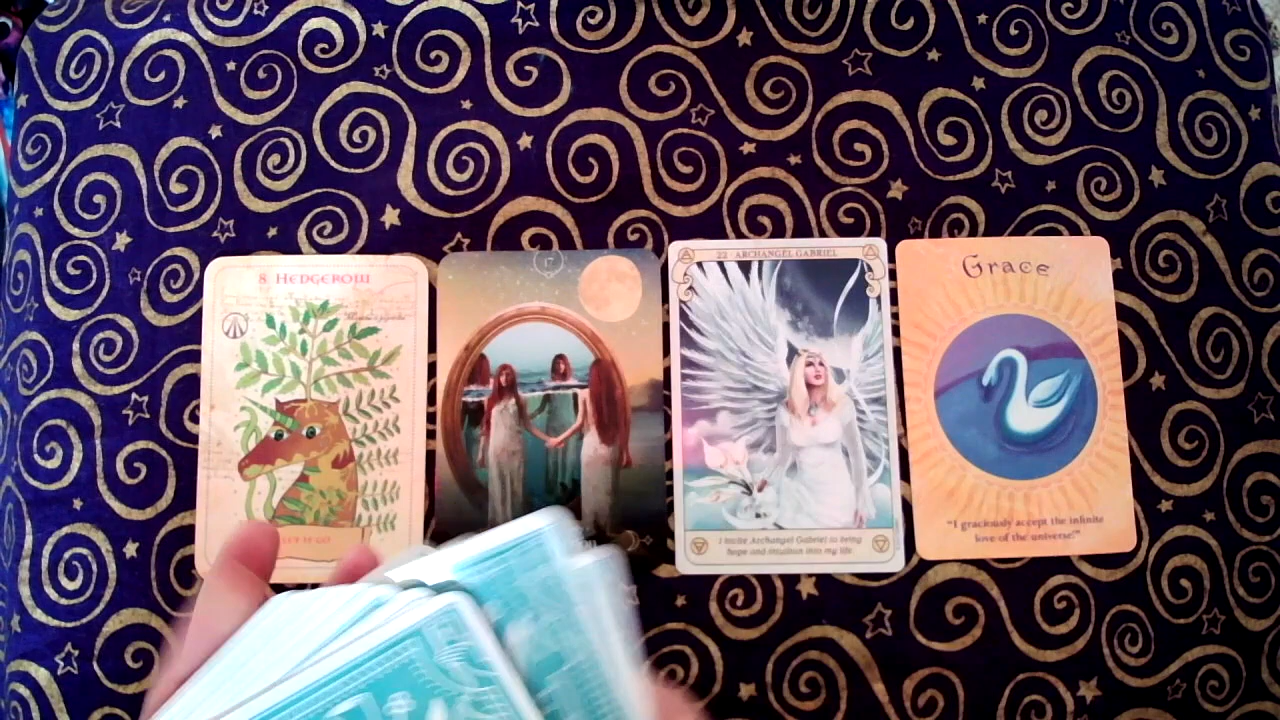 8 HEDGEROW
LET IT GO
22 · ARCHANGEL GABRIEL
I invite Archangel Gabriel to bring
hope and intuition into my life
Grace
"I graciously accept the infinite
love of the universe."